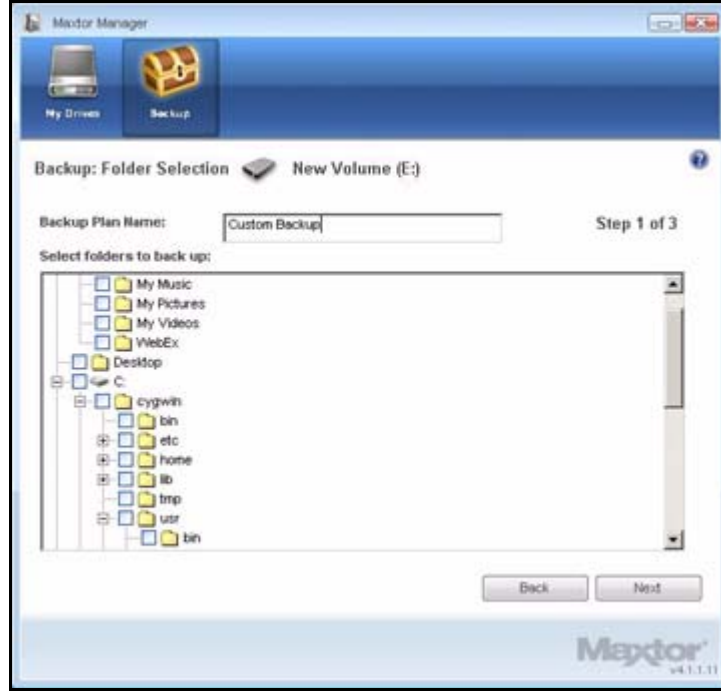 Maxtor Manager
My Drives
Backup
Backup: Folder Selection New Volume (E:)
Backup Plan Name: Custom Backup Step 1 of 3
Select folders to back up:
My Music
My Pictures
My Videos
WebEx
Desktop
C:
cygwin
bin
etc
home
lib
tmp
usr
bin
Back Next
Maxtor
v4.1.1.11